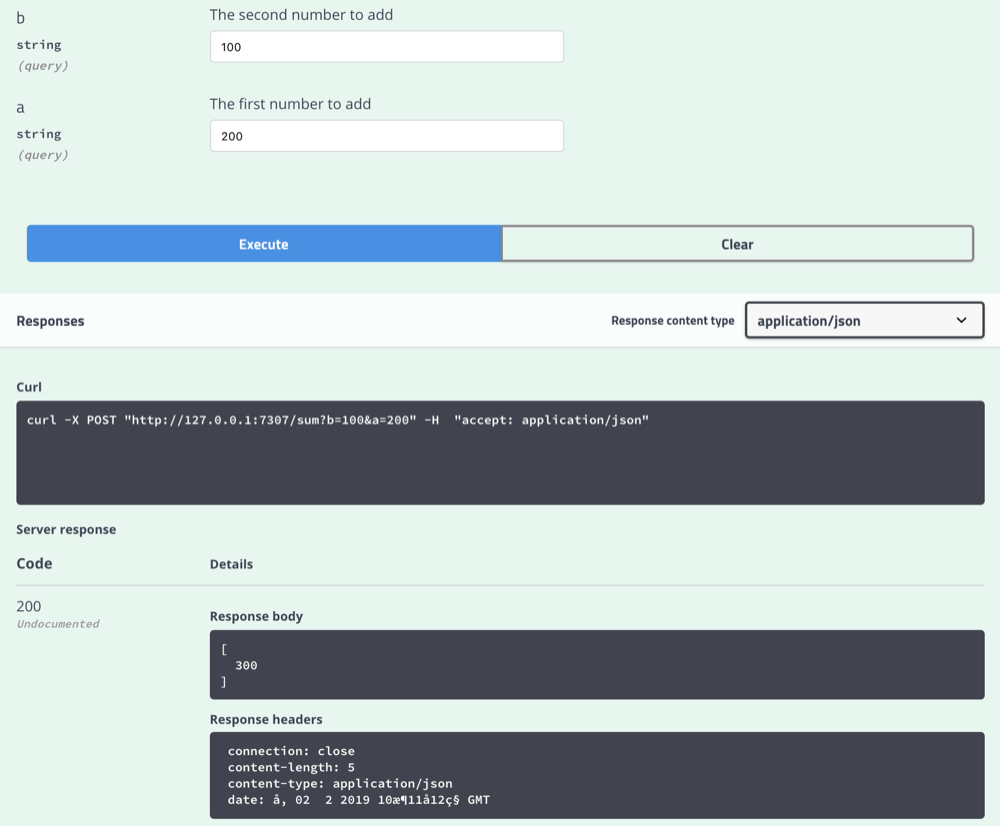 b
The second number to add
string
100
(query)
a
The first number to add
string
200
(query)
Execute
Clear
Responses
Response content type
application/json
Curl
curl -X POST "http://127.0.0.1:7307/sum?b=100&a=200" -H  "accept: application/json"
Server response
Code
Details
200
Undocumented
Response body
[
  300
]
Response headers
connection: close
content-length: 5
content-type: application/json
date: å, 02  2 2019 10æ¶11å12ç§ GMT